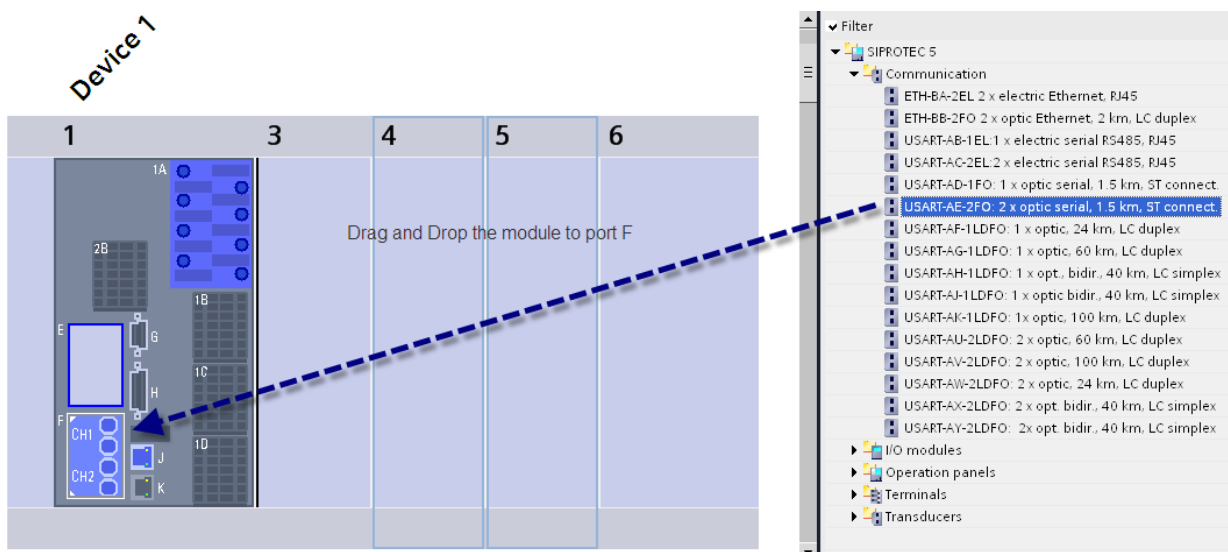 Device 1
1 3 4 5 6
1A
2B
1B
E
G
1C
H
F
CH1
1D
J
CH2
K
Drag and Drop the module to port F
Filter
SIPROTEC 5
Communication
ETH-BA-2EL 2 x electric Ethernet, RJ45
ETH-BB-2FO 2 x optic Ethernet, 2 km, LC duplex
USART-AB-1EL:1 x electric serial RS485, RJ45
USART-AC-2EL:2 x electric serial RS485, RJ45
USART-AD-1FO: 1 x optic serial, 1.5 km, ST connect.
USART-AE-2FO: 2 x optic serial, 1.5 km, ST connect.
USART-AF-1LDFO: 1 x optic, 24 km, LC duplex
USART-AG-1LDFO: 1 x optic, 60 km, LC duplex
USART-AH-1LDFO: 1 x opt., bidir., 40 km, LC simplex
USART-AJ-1LDFO: 1 x optic bidir., 40 km, LC simplex
USART-AK-1LDFO: 1x optic, 100 km, LC duplex
USART-AU-2LDFO: 2 x optic, 60 km, LC duplex
USART-AV-2LDFO: 2 x optic, 100 km, LC duplex
USART-AW-2LDFO: 2 x optic, 24 km, LC duplex
USART-AX-2LDFO: 2 x opt. bidir., 40 km, LC simplex
USART-AY-2LDFO: 2x opt. bidir., 40 km, LC simplex
I/O modules
Operation panels
Terminals
Transducers